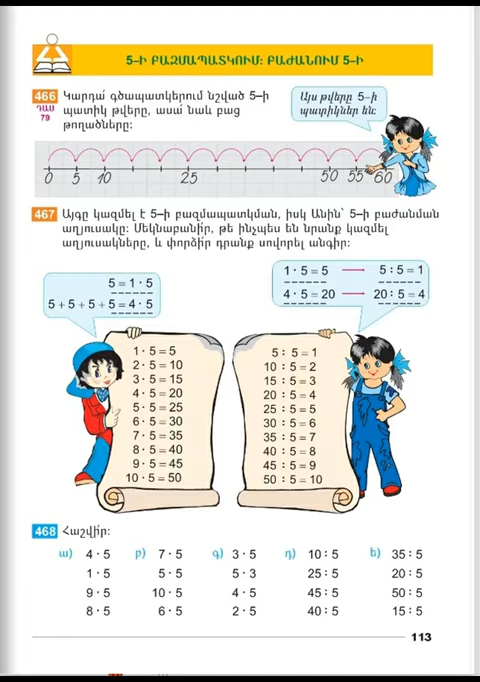 5-Ի ԲԱԶՄԱՊԱՏԿՈՒՄ: ԲԱԺԱՆՈՒՄ 5-Ի
466 Կարդա՛ գծապատկերում նշված 5-ի
ԴԱՍ 79
պատիկ թվերը, ասա՛ նաև բաց
թողածները:
Այս թվերը 5-ի
պատիկներ են:
0 5 10 25 50 55 60
467 Այգը կազմել է 5-ի բազմապատկման, իսկ Անին՝ 5-ի բաժանման
աղյուսակը: Մեկնաբանի՛ր, թե ինչպես են նրանք կազմել
աղյուսակները, և փորձի՛ր դրանք սովորել անգիր:
5 = 1 · 5
5 + 5 + 5 + 5 = 4 · 5
1 · 5 = 5 → 5 : 5 = 1
4 · 5 = 20 → 20 : 5 = 4
1 · 5 = 5
2 · 5 = 10
3 · 5 = 15
4 · 5 = 20
5 · 5 = 25
6 · 5 = 30
7 · 5 = 35
8 · 5 = 40
9 · 5 = 45
10 · 5 = 50
5 : 5 = 1
10 : 5 = 2
15 : 5 = 3
20 : 5 = 4
25 : 5 = 5
30 : 5 = 6
35 : 5 = 7
40 : 5 = 8
45 : 5 = 9
50 : 5 = 10
468 Հաշվի՛ր:
ա) 4 · 5 բ) 7 · 5 գ) 3 · 5 դ) 10 : 5 ե) 35 : 5
1 · 5 5 · 5 5 · 3 25 : 5 20 : 5
9 · 5 10 · 5 4 · 5 45 : 5 50 : 5
8 · 5 6 · 5 2 · 5 40 : 5 15 : 5
113